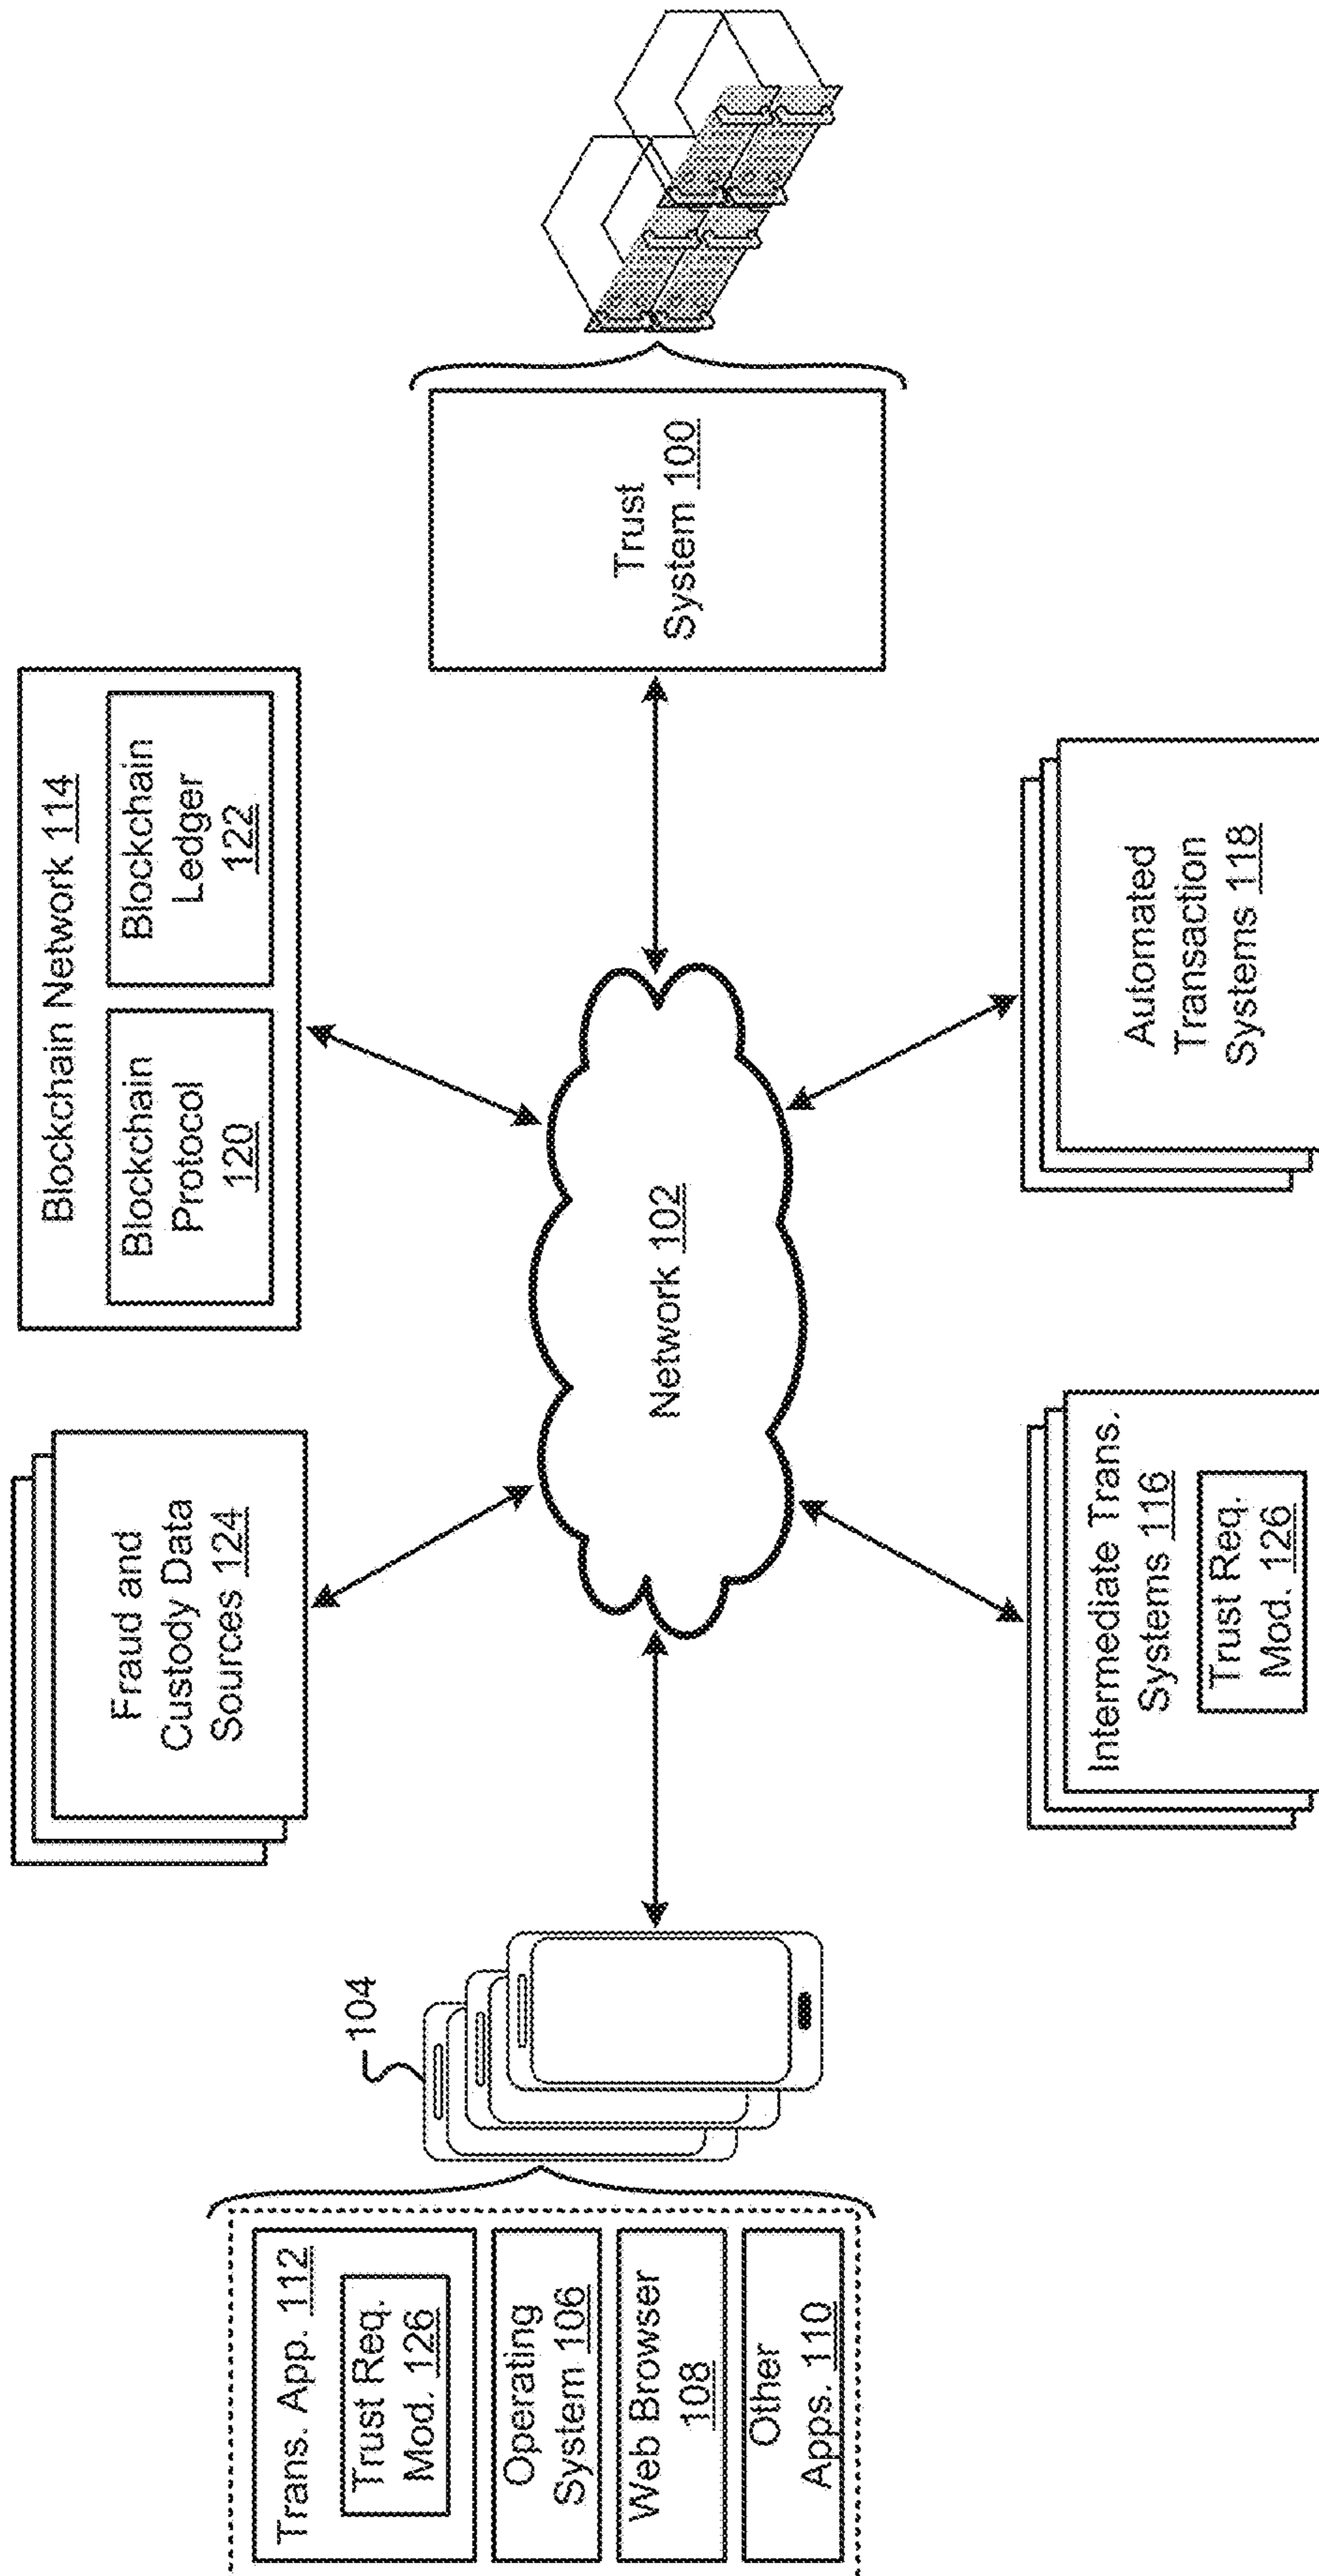 Trans. App. 112
Trust Req.
Mod. 126
Operating
System 106
Web Browser
108
Other
Apps. 110
104
Fraud and
Custody Data
Sources 124
Blockchain Network 114
Blockchain
Protocol
120
Blockchain
Ledger
122
Network 102
Trust
System 100
Intermediate Trans.
Systems 116
Trust Req.
Mod. 126
Automated
Transaction
Systems 118